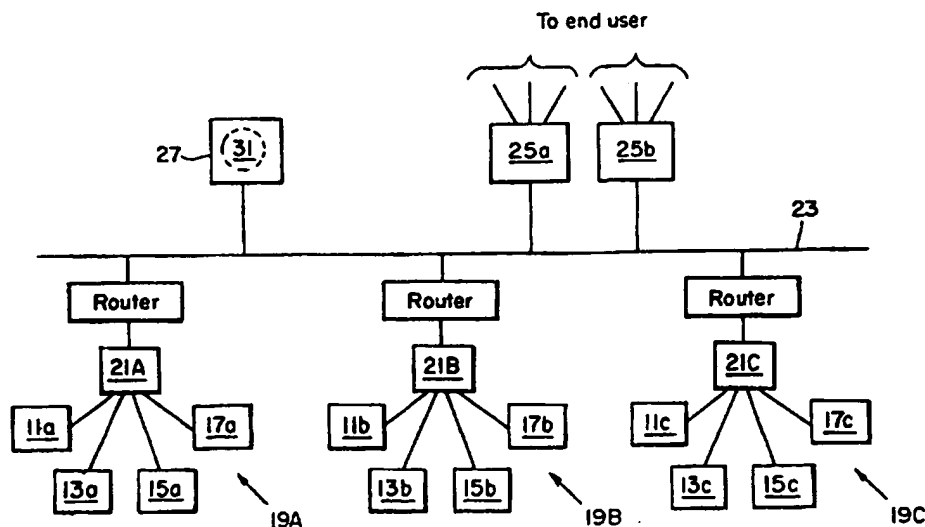 To end user
31
27
25a
25b
23
Router
Router
Router
21A
21B
21C
11a
17a
11b
17b
11c
17c
13a
15a
13b
15b
13c
15c
19A
19B
19C